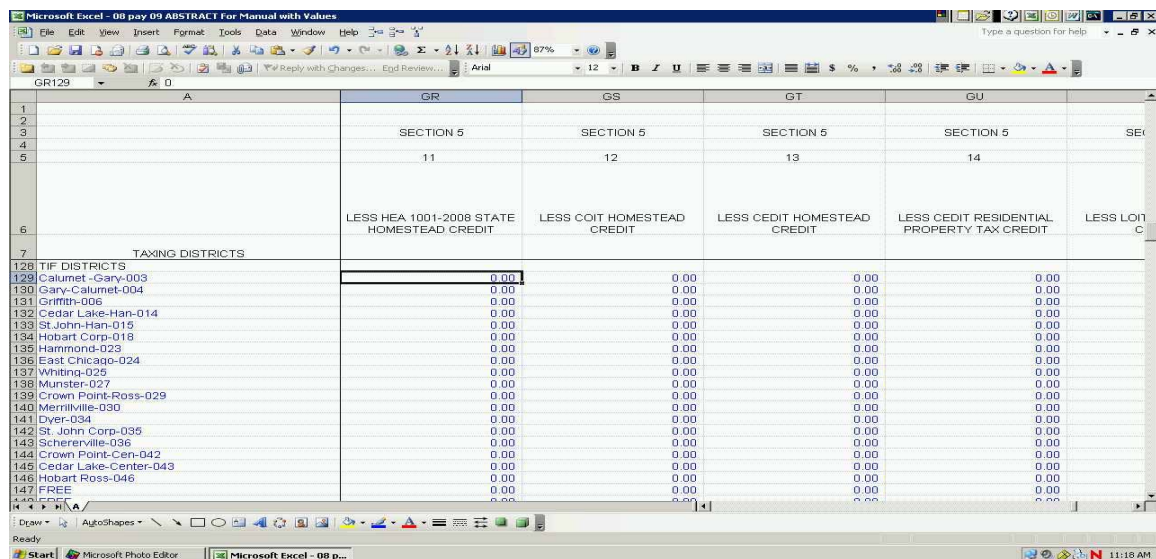 Microsoft Excel - 08 pay 09 ABSTRACT For Manual with Values
File Edit View Insert Format Tools Data Window Help Type a question for help
87%
Reply with Changes... End Review... Arial 12 B I U $ % ,
GR129 fx 0
A GR GS GT GU
1
2
3 SECTION 5 SECTION 5 SECTION 5 SECTION 5 SE
4
5 11 12 13 14
LESS HEA 1001-2008 STATE LESS COIT HOMESTEAD LESS CEDIT HOMESTEAD LESS CEDIT RESIDENTIAL LESS LOIT
6 HOMESTEAD CREDIT CREDIT CREDIT PROPERTY TAX CREDIT C
7 TAXING DISTRICTS
128 TIF DISTRICTS
129 Calumet -Gary-003 0.00 0.00 0.00 0.00
130 Gary-Calumet-004 0.00 0.00 0.00 0.00
131 Griffith-006 0.00 0.00 0.00 0.00
132 Cedar Lake-Han-014 0.00 0.00 0.00 0.00
133 St.John-Han-015 0.00 0.00 0.00 0.00
134 Hobart Corp-018 0.00 0.00 0.00 0.00
135 Hammond-023 0.00 0.00 0.00 0.00
136 East Chicago-024 0.00 0.00 0.00 0.00
137 Whiting-025 0.00 0.00 0.00 0.00
138 Munster-027 0.00 0.00 0.00 0.00
139 Crown Point-Ross-029 0.00 0.00 0.00 0.00
140 Merrillville-030 0.00 0.00 0.00 0.00
141 Dyer-034 0.00 0.00 0.00 0.00
142 St. John Corp-035 0.00 0.00 0.00 0.00
143 Schererville-036 0.00 0.00 0.00 0.00
144 Crown Point-Cen-042 0.00 0.00 0.00 0.00
145 Cedar Lake-Center-043 0.00 0.00 0.00 0.00
146 Hobart Ross-046 0.00 0.00 0.00 0.00
147 FREE 0.00 0.00 0.00 0.00
A
Draw AutoShapes
Ready
Start Microsoft Photo Editor Microsoft Excel - 08 p... 11:18 AM